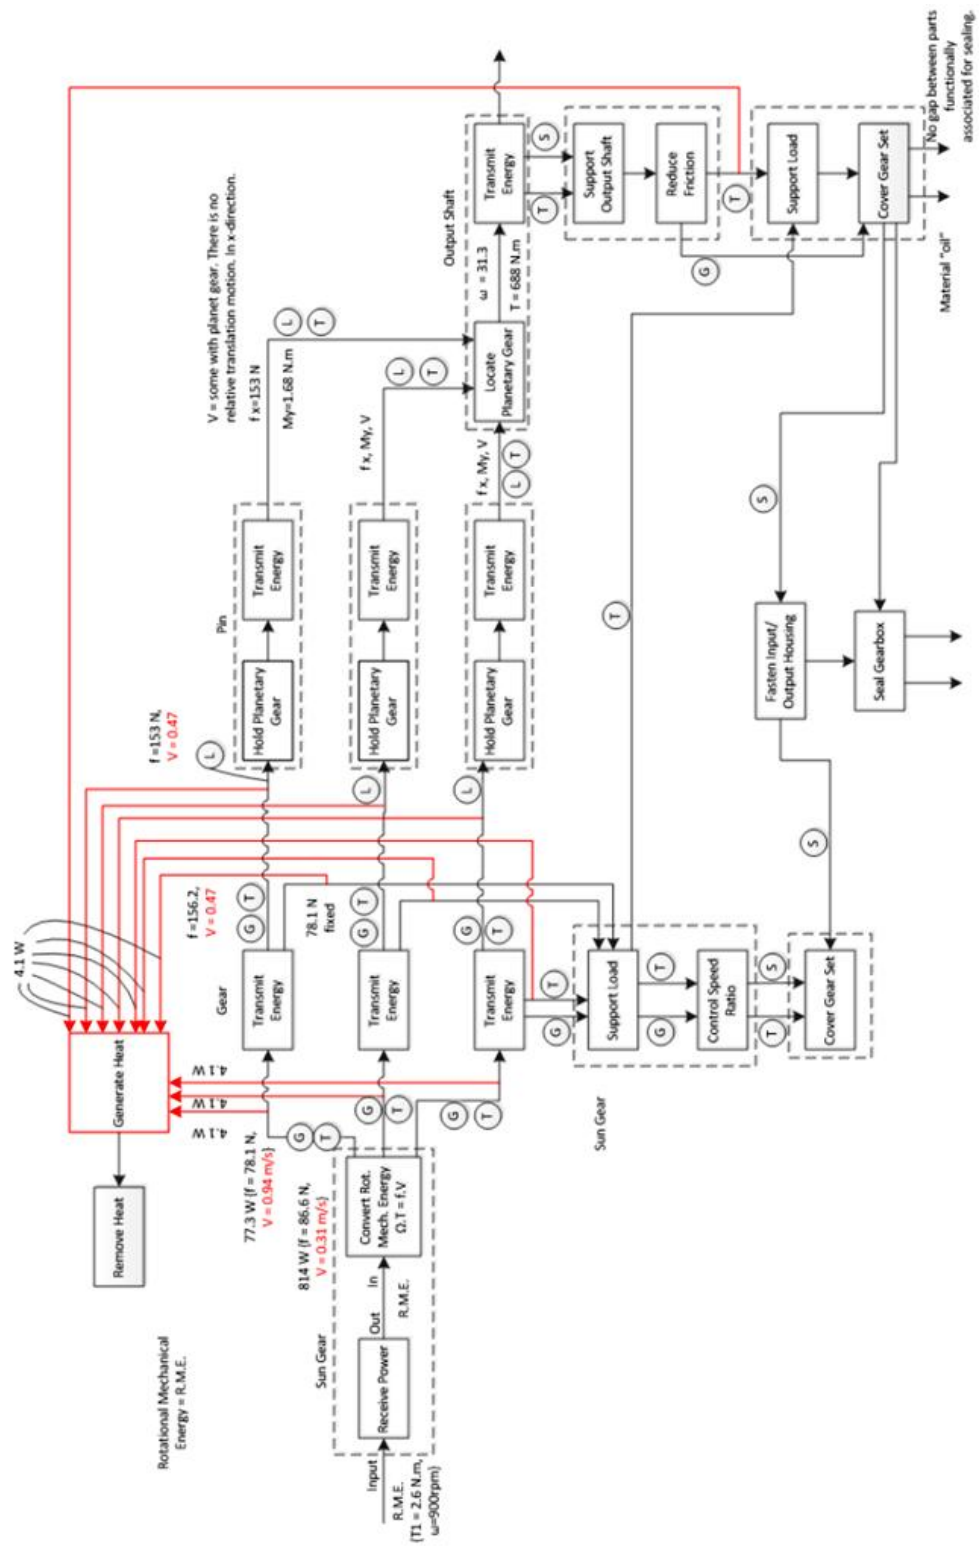 Rotational Mechanical
Energy = R.M.E.
Remove Heat
Generate Heat
4.1 W
4.1 W
4.1 W
4.1 W
Input
R.M.E.
(T1 = 2.6 N.m,
ω=900rpm)
Sun Gear
Receive Power
Out
In
R.M.E.
Convert Rot.
Mech. Energy
Ω.T = f.V
814 W (f = 86.6 N,
V = 0.31 m/s)
77.3 W (f = 78.1 N,
V = 0.94 m/s)
G
T
G
T
G
T
Gear
Transmit
Energy
Transmit
Energy
Transmit
Energy
f =156.2,
V = 0.47
G
T
78.1 N
fixed
G
T
G
T
f =153 N,
V = 0.47
L
L
L
Pin
Hold Planetary
Gear
Transmit
Energy
Hold Planetary
Gear
Transmit
Energy
Hold Planetary
Gear
Transmit
Energy
V = some with planet gear. There is no
relative translation motion. In x-direction.
f x=153 N
My=1.68 N.m
L
T
f x, My, V
L
T
f x, My, V
L
T
Output Shaft
Locate
Planetary Gear
ω = 31.3
T = 688 N.m
Transmit
Energy
T
S
Support
Output Shaft
Reduce
Friction
G
T
Support Load
Cover Gear Set
Material "oil"
No gap between parts
functionally
associated for sealing.
Sun Gear
G
T
Support Load
G
T
Control Speed
Ratio
T
S
Cover Gear Set
T
S
S
Fasten Input/
Output Housing
Seal Gearbox